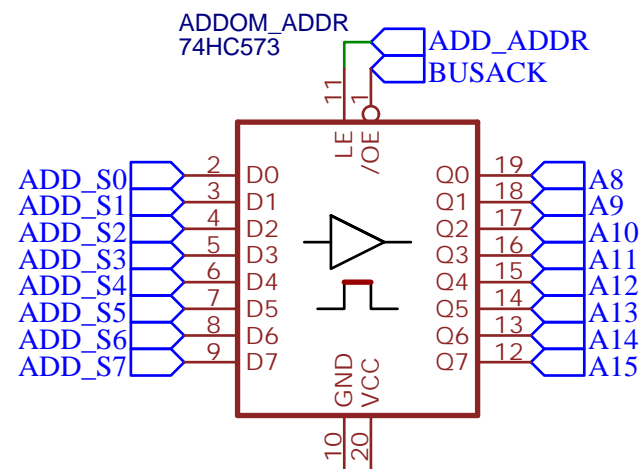 ADDOM_ADDR
74HC573
ADD_ADDR
BUSACK
11
1
LE
/OE
ADD_S0 2 D0 Q0 19 A8
ADD_S1 3 D1 Q1 18 A9
ADD_S2 4 D2 Q2 17 A10
ADD_S3 5 D3 Q3 16 A11
ADD_S4 6 D4 Q4 15 A12
ADD_S5 7 D5 Q5 14 A13
ADD_S6 8 D6 Q6 13 A14
ADD_S7 9 D7 Q7 12 A15
GND
VCC
10
20